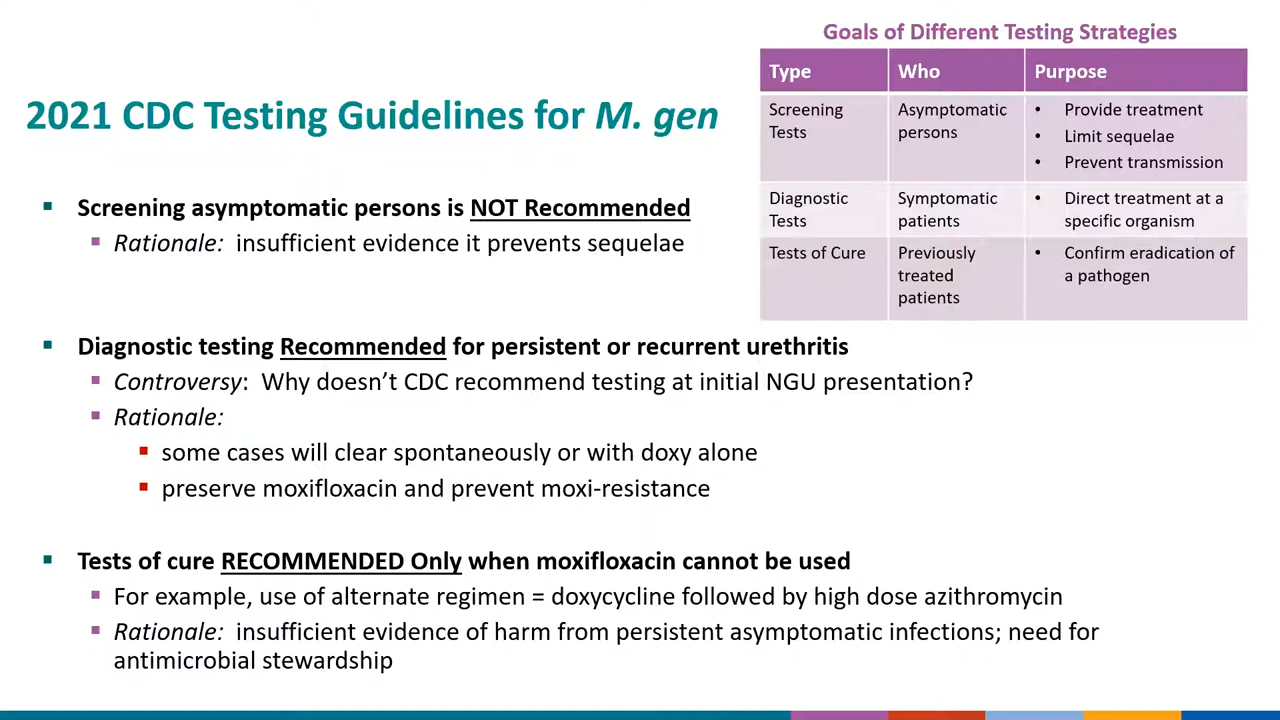 Goals of Different Testing Strategies
Type Who Purpose
Screening Tests
Asymptomatic persons
• Provide treatment
• Limit sequelae
• Prevent transmission
Diagnostic Tests
Symptomatic patients
• Direct treatment at a specific organism
Tests of Cure
Previously treated patients
• Confirm eradication of a pathogen
2021 CDC Testing Guidelines for M. gen
▪ Screening asymptomatic persons is NOT Recommended
▪ Rationale: insufficient evidence it prevents sequelae
▪ Diagnostic testing Recommended for persistent or recurrent urethritis
▪ Controversy: Why doesn’t CDC recommend testing at initial NGU presentation?
▪ Rationale:
▪ some cases will clear spontaneously or with doxy alone
▪ preserve moxifloxacin and prevent moxi-resistance
▪ Tests of cure RECOMMENDED Only when moxifloxacin cannot be used
▪ For example, use of alternate regimen = doxycycline followed by high dose azithromycin
▪ Rationale: insufficient evidence of harm from persistent asymptomatic infections; need for
antimicrobial stewardship